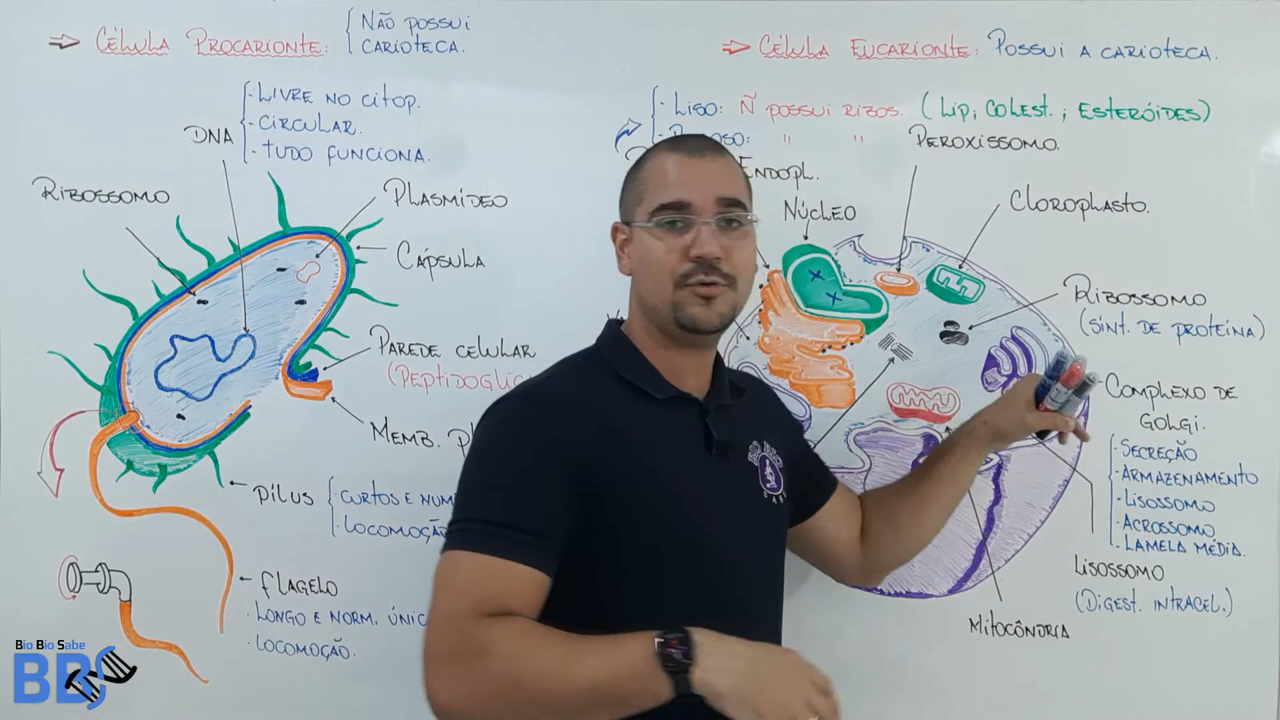 ⇒ CÉLULA PROCARIONTE:
NÃO POSSUI
CARIOTECA.
DNA
· LIVRE NO CITOP.
· CIRCULAR.
· TUDO FUNCIONA.
RIBOSSOMO
PLASMÍDEO
CÁPSULA
PAREDE CELULAR
(PEPTIDOGLIC
MEMB. P
PÍLUS
· CURTOS E NUM
· LOCOMOÇÃO
FLAGELO
· LONGO E NORM. ÚNIC
· LOCOMOÇÃO.
Bio Bio Sabe
BBS
⇒ CÉLULA EUCARIONTE: POSSUI A CARIOTECA.
· LISO: Ñ POSSUI RIBOS. (LIP; COLEST.; ESTERÓIDES)
OSO: " "
ENDOPL.
NÚCLEO
PEROXISSOMO.
CLOROPLASTO.
RIBOSSOMO
(SÍNT. DE PROTEÍNA)
COMPLEXO DE
GOLGI.
· SECREÇÃO
· ARMAZENAMENTO
· LISOSSOMO
· ACROSSOMO
· LAMELA MÉDIA.
LISOSSOMO
(DIGEST. INTRACEL.)
MITOCÔNDRIA